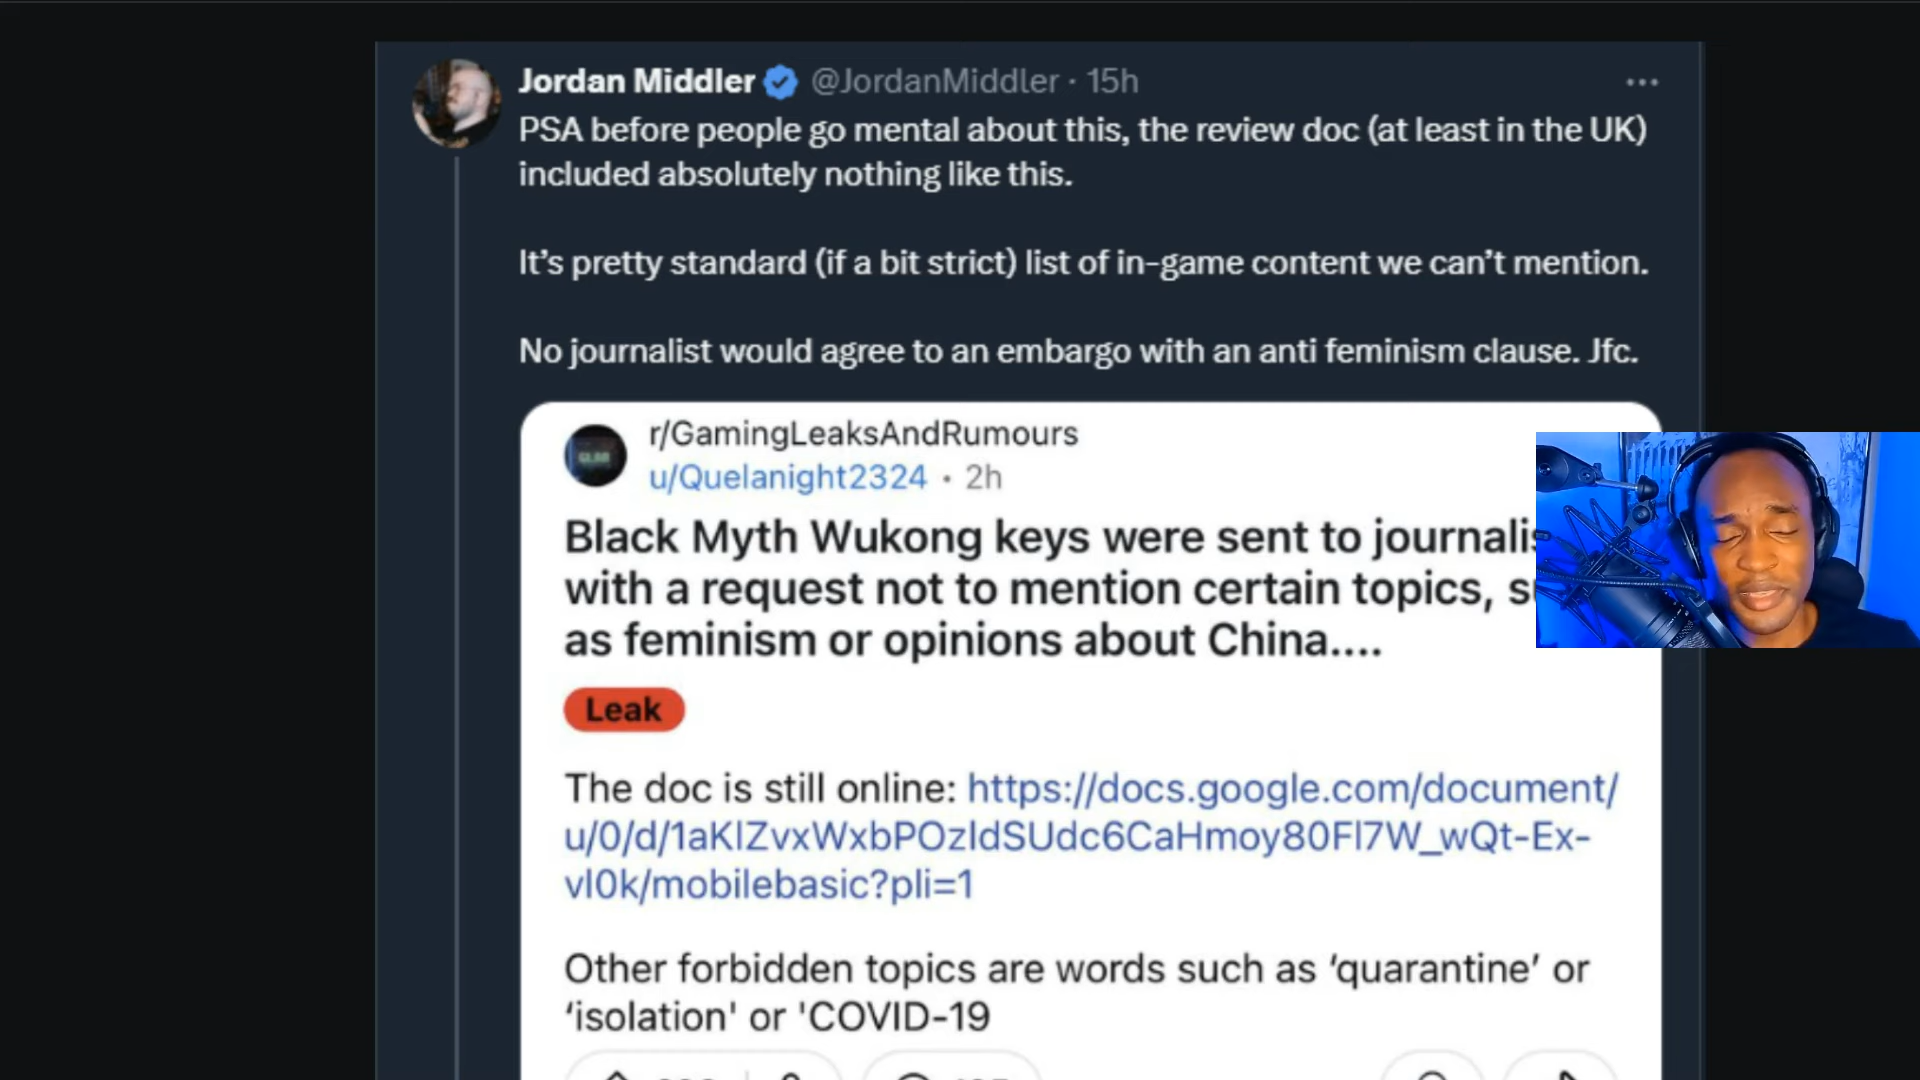 Jordan Middler @JordanMiddler · 15h
PSA before people go mental about this, the review doc (at least in the UK)
included absolutely nothing like this.
It’s pretty standard (if a bit strict) list of in-game content we can’t mention.
No journalist would agree to an embargo with an anti feminism clause. Jfc.
r/GamingLeaksAndRumours
u/Quelanight2324 · 2h
Black Myth Wukong keys were sent to
with a request not to mention certain topics,
as feminism or opinions about China....
Leak
The doc is still online: https://docs.google.com/document/
u/0/d/1aKlZvxWxbPOzldSUdc6CaHmoy80Fl7W_wQt-Ex-
vl0k/mobilebasic?pli=1
Other forbidden topics are words such as ‘quarantine’ or
‘isolation' or 'COVID-19